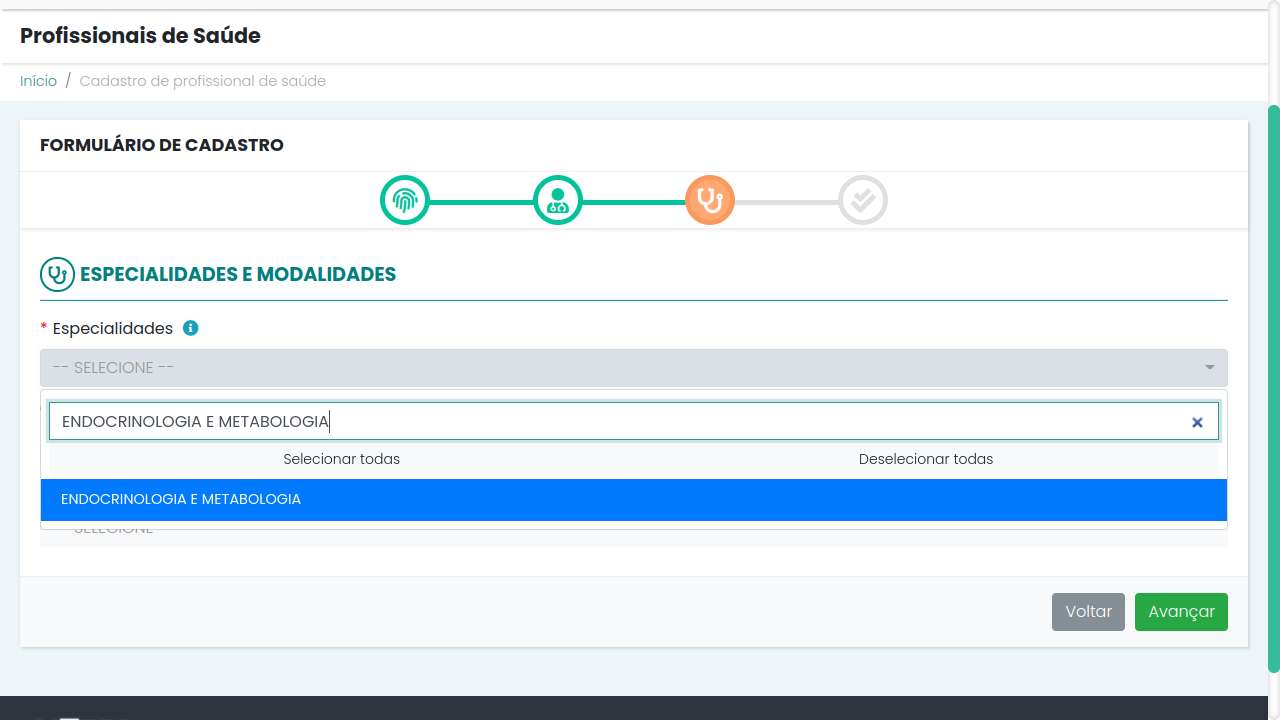 Profissionais de Saúde
Início / Cadastro de profissional de saúde
FORMULÁRIO DE CADASTRO
ESPECIALIDADES E MODALIDADES
* Especialidades
-- SELECIONE --
ENDOCRINOLOGIA E METABOLOGIA
Selecionar todas Deselecionar todas
ENDOCRINOLOGIA E METABOLOGIA
SELECIONE
Voltar Avançar